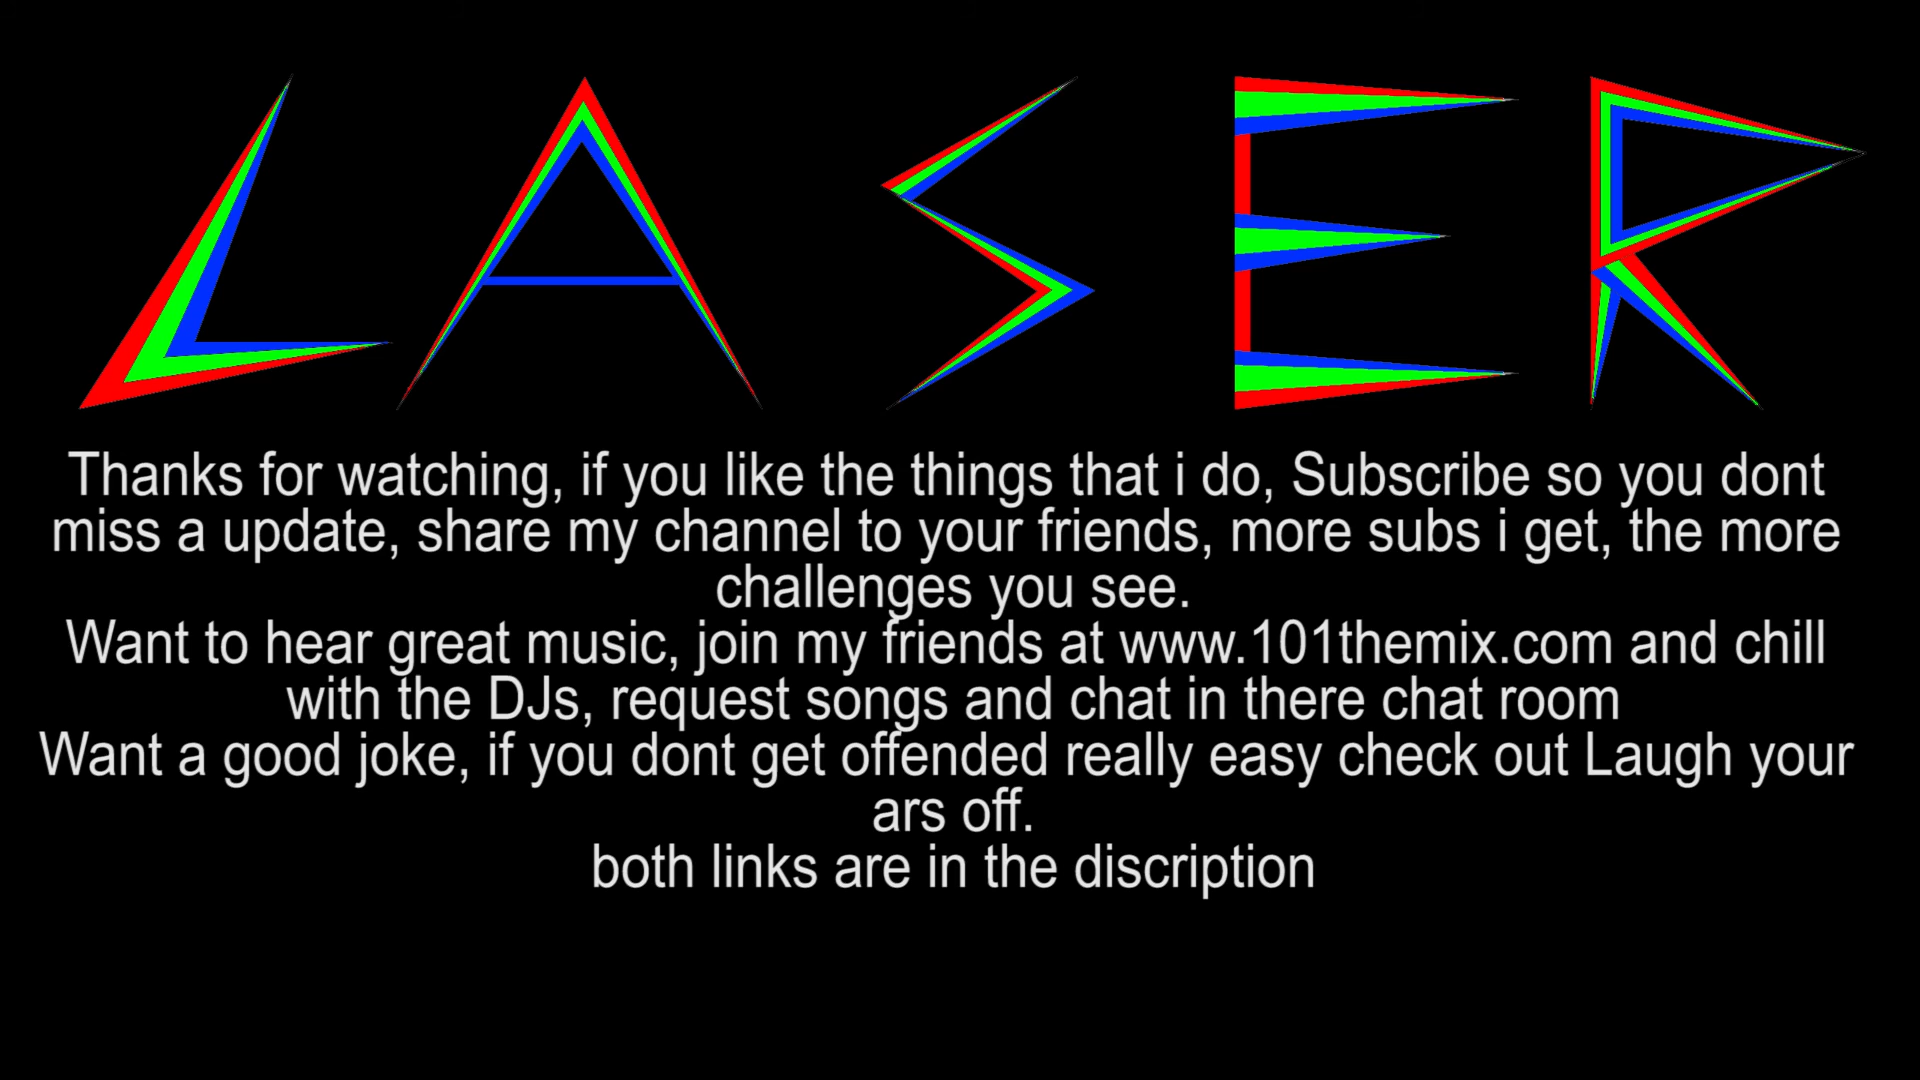 LASER
Thanks for watching, if you like the things that i do, Subscribe so you dont
miss a update, share my channel to your friends, more subs i get, the more
challenges you see.
Want to hear great music, join my friends at www.101themix.com and chill
with the DJs, request songs and chat in there chat room
Want a good joke, if you dont get offended really easy check out Laugh your
ars off.
both links are in the discription